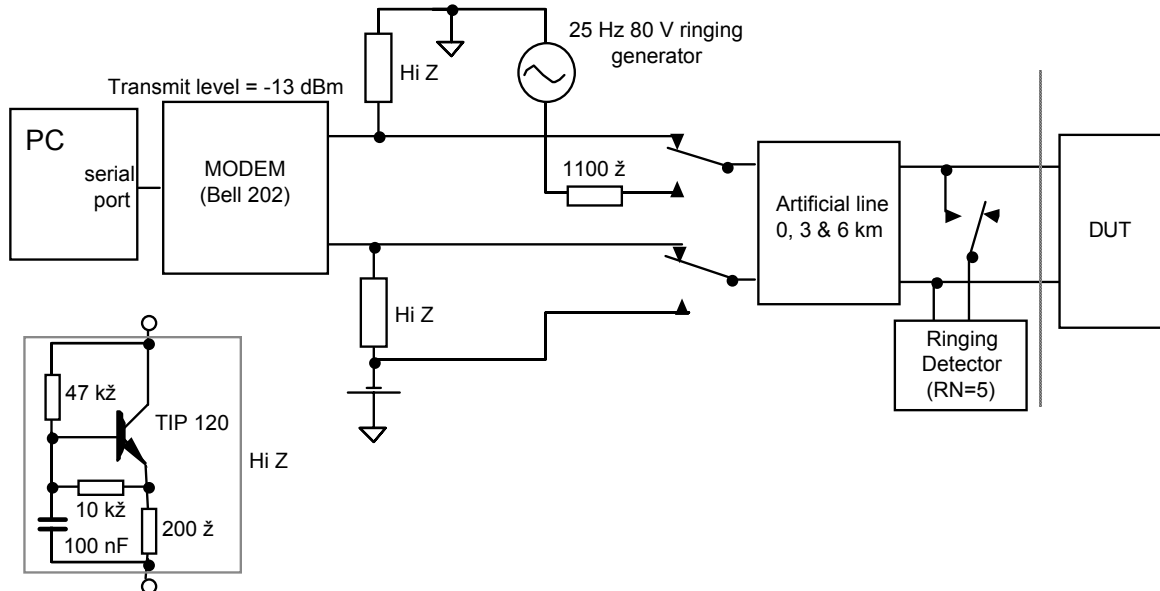 25 Hz 80 V ringing
generator
Hi Z
Transmit level = -13 dBm
PC
serial
port
MODEM
(Bell 202)
1100 ž
Artificial line
0, 3 & 6 km
DUT
Hi Z
Ringing
Detector
(RN=5)
47 kž
TIP 120
Hi Z
10 kž
200 ž
100 nF